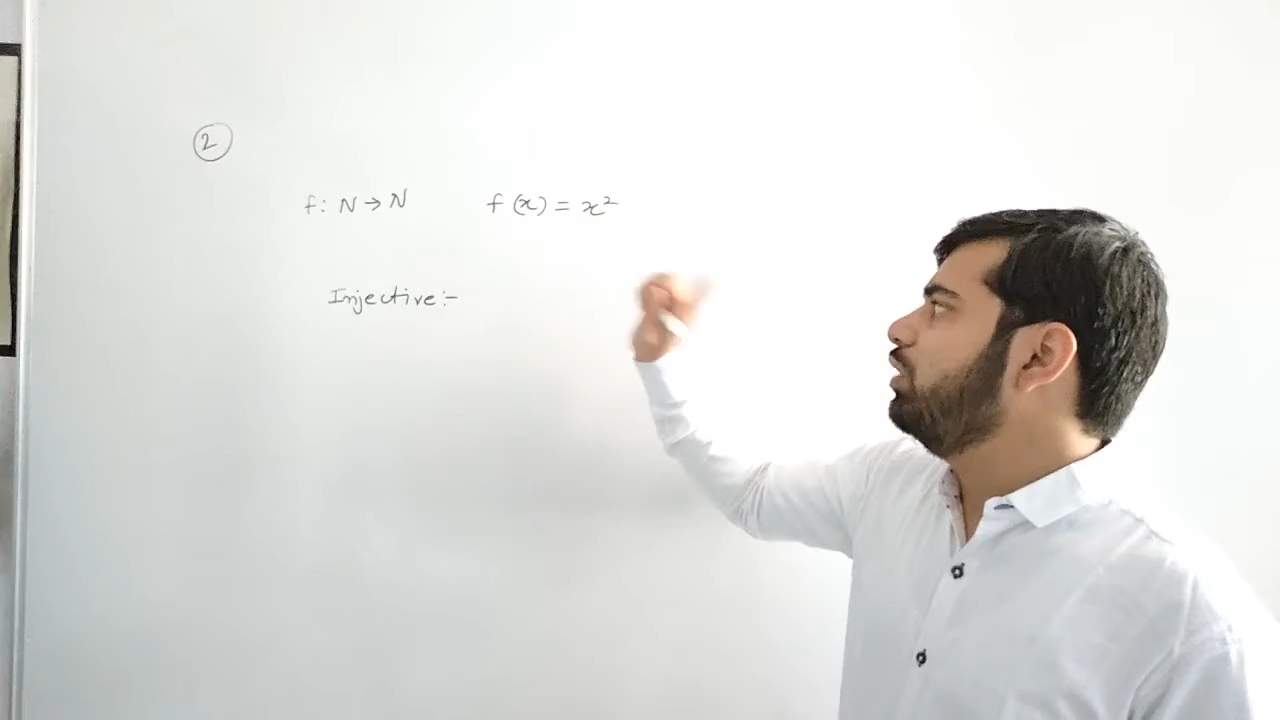 2
f: N → N f(x) = x²
Injective:-